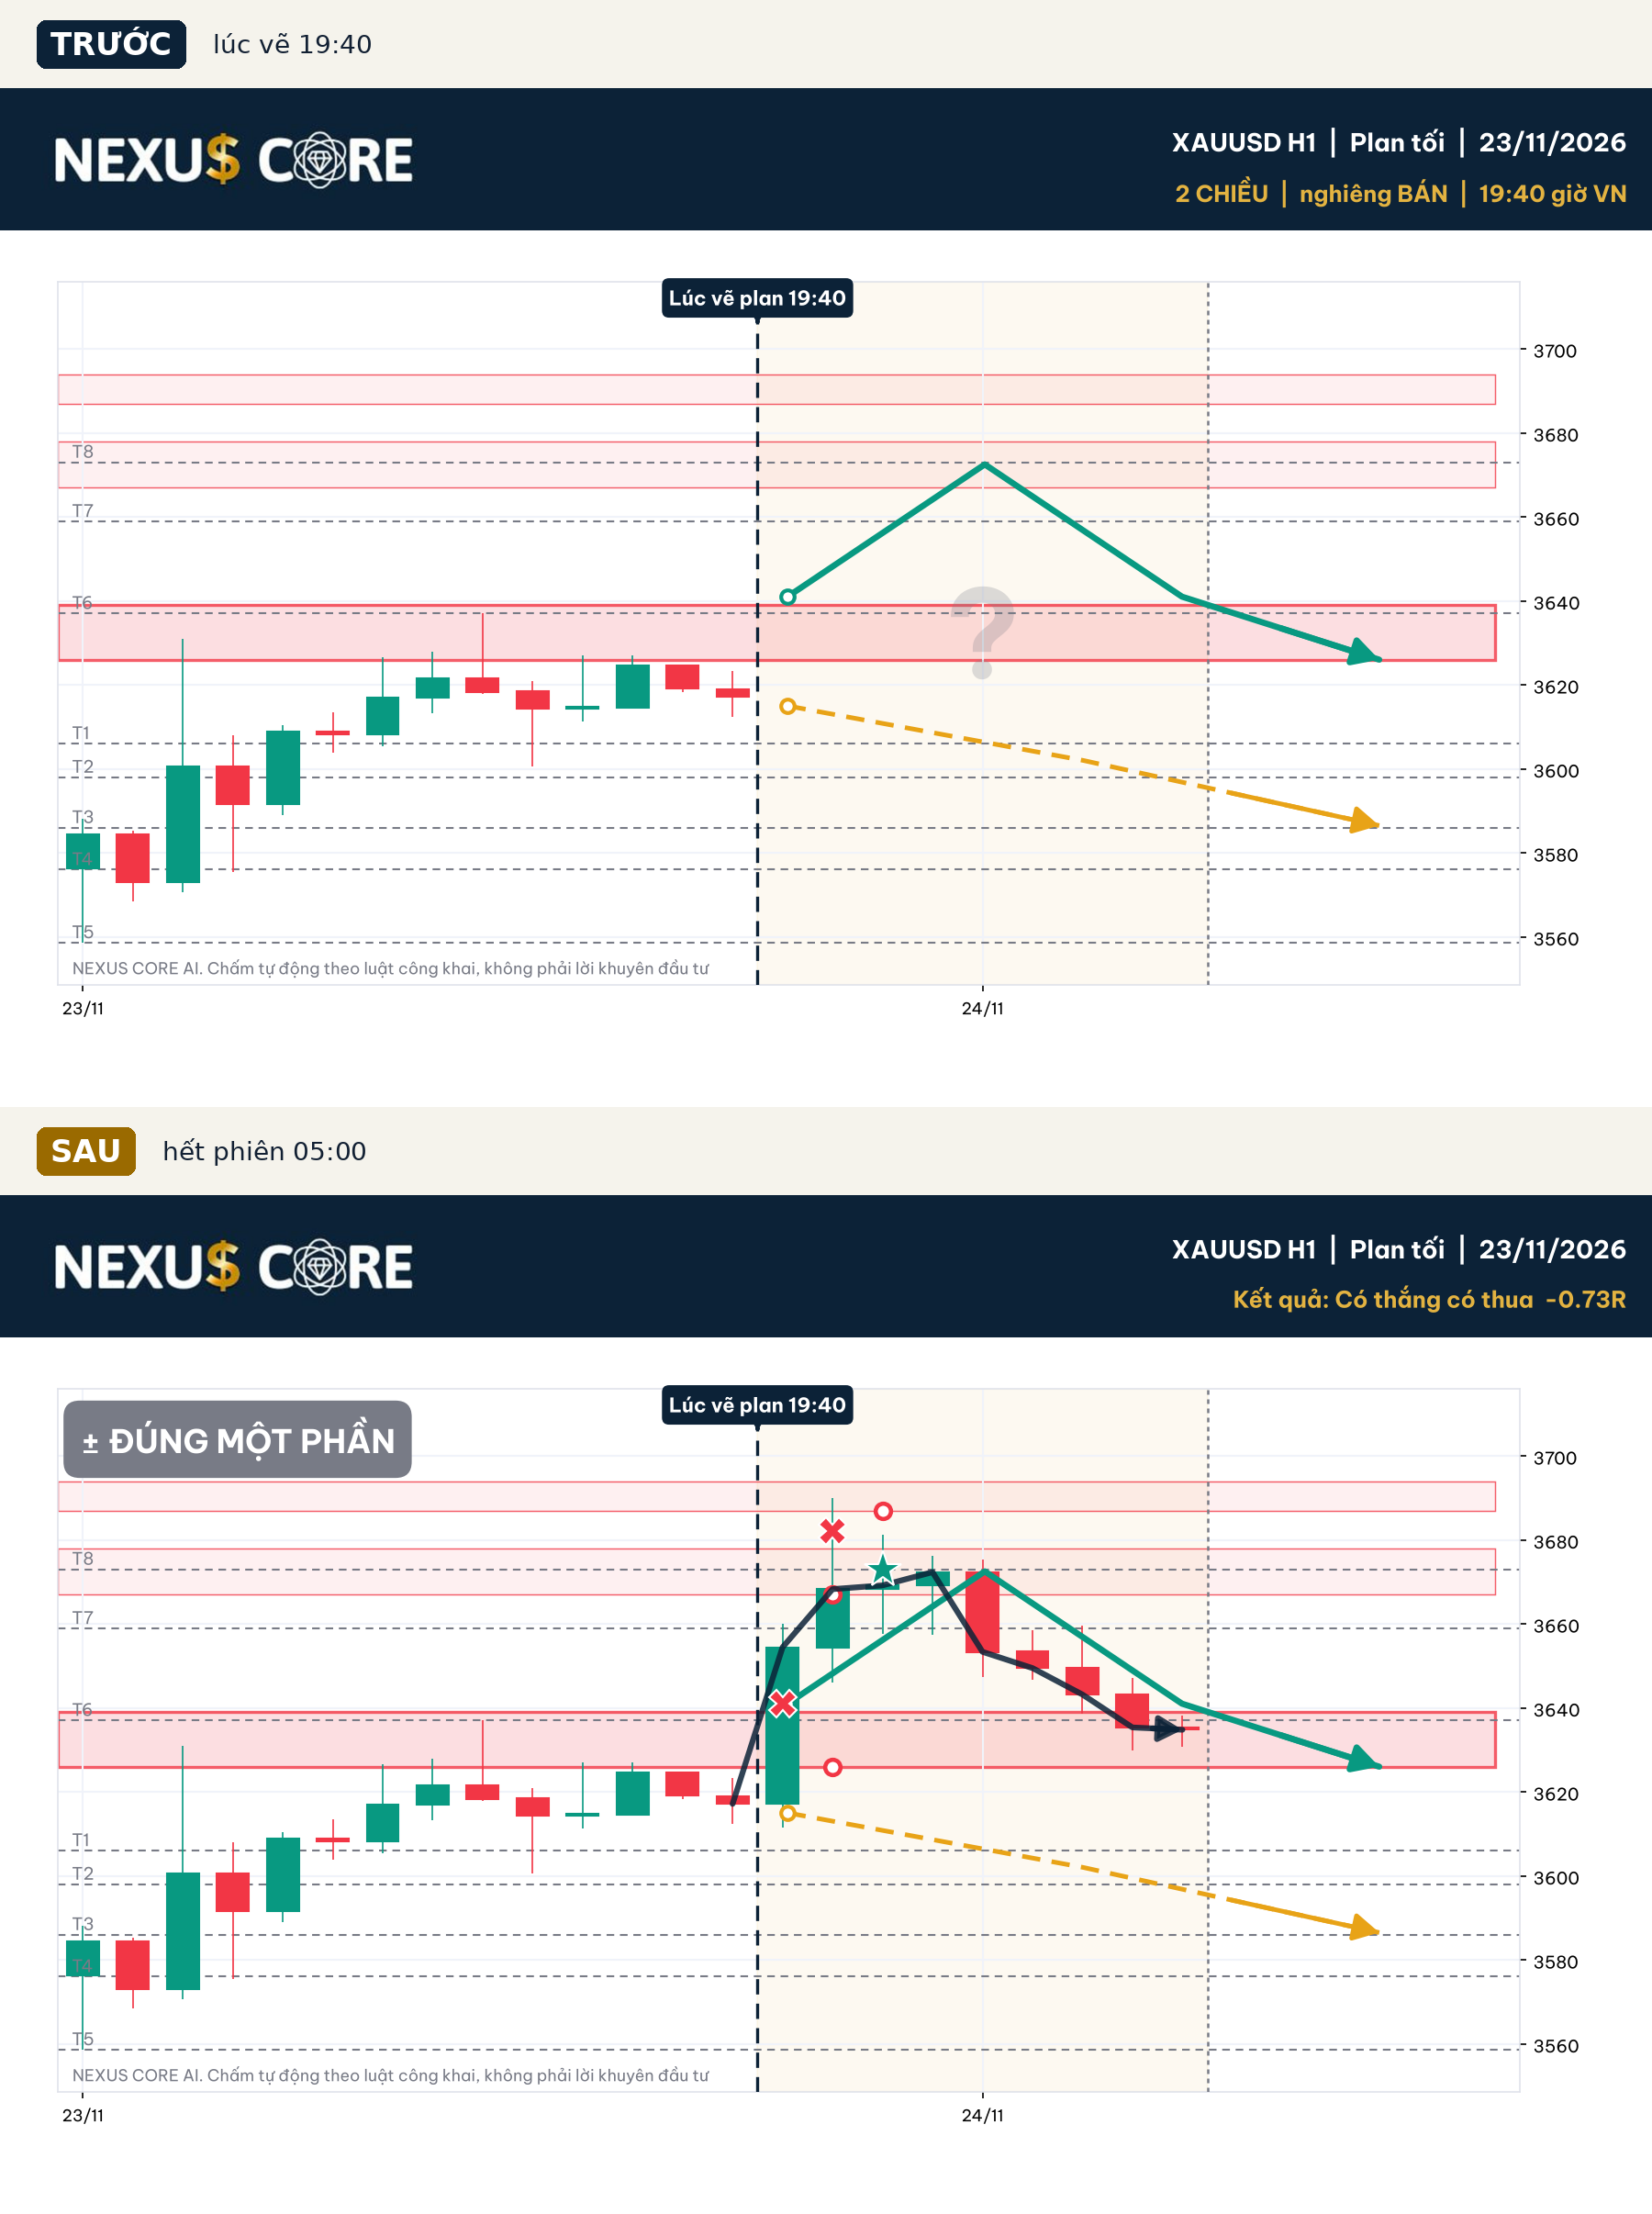 TRƯỚC lúc vẽ 19:40
NEXU$ CORE
XAUUSD H1 | Plan tối | 23/11/2026
2 CHIỀU | nghiêng BÁN | 19:40 giờ VN
Lúc vẽ plan 19:40
3700
3680
T8
T7
3660
T6
3640
?
3620
T1
T2
3600
T3
T4
3580
T5
3560
NEXUS CORE AI. Chấm tự động theo luật công khai, không phải lời khuyên đầu tư
23/11
24/11
SAU hết phiên 05:00
NEXU$ CORE
XAUUSD H1 | Plan tối | 23/11/2026
Kết quả: Có thắng có thua -0.73R
Lúc vẽ plan 19:40
± ĐÚNG MỘT PHẦN
3700
3680
T8
T7
3660
T6
3640
3620
T1
T2
3600
T3
T4
3580
T5
3560
NEXUS CORE AI. Chấm tự động theo luật công khai, không phải lời khuyên đầu tư
23/11
24/11